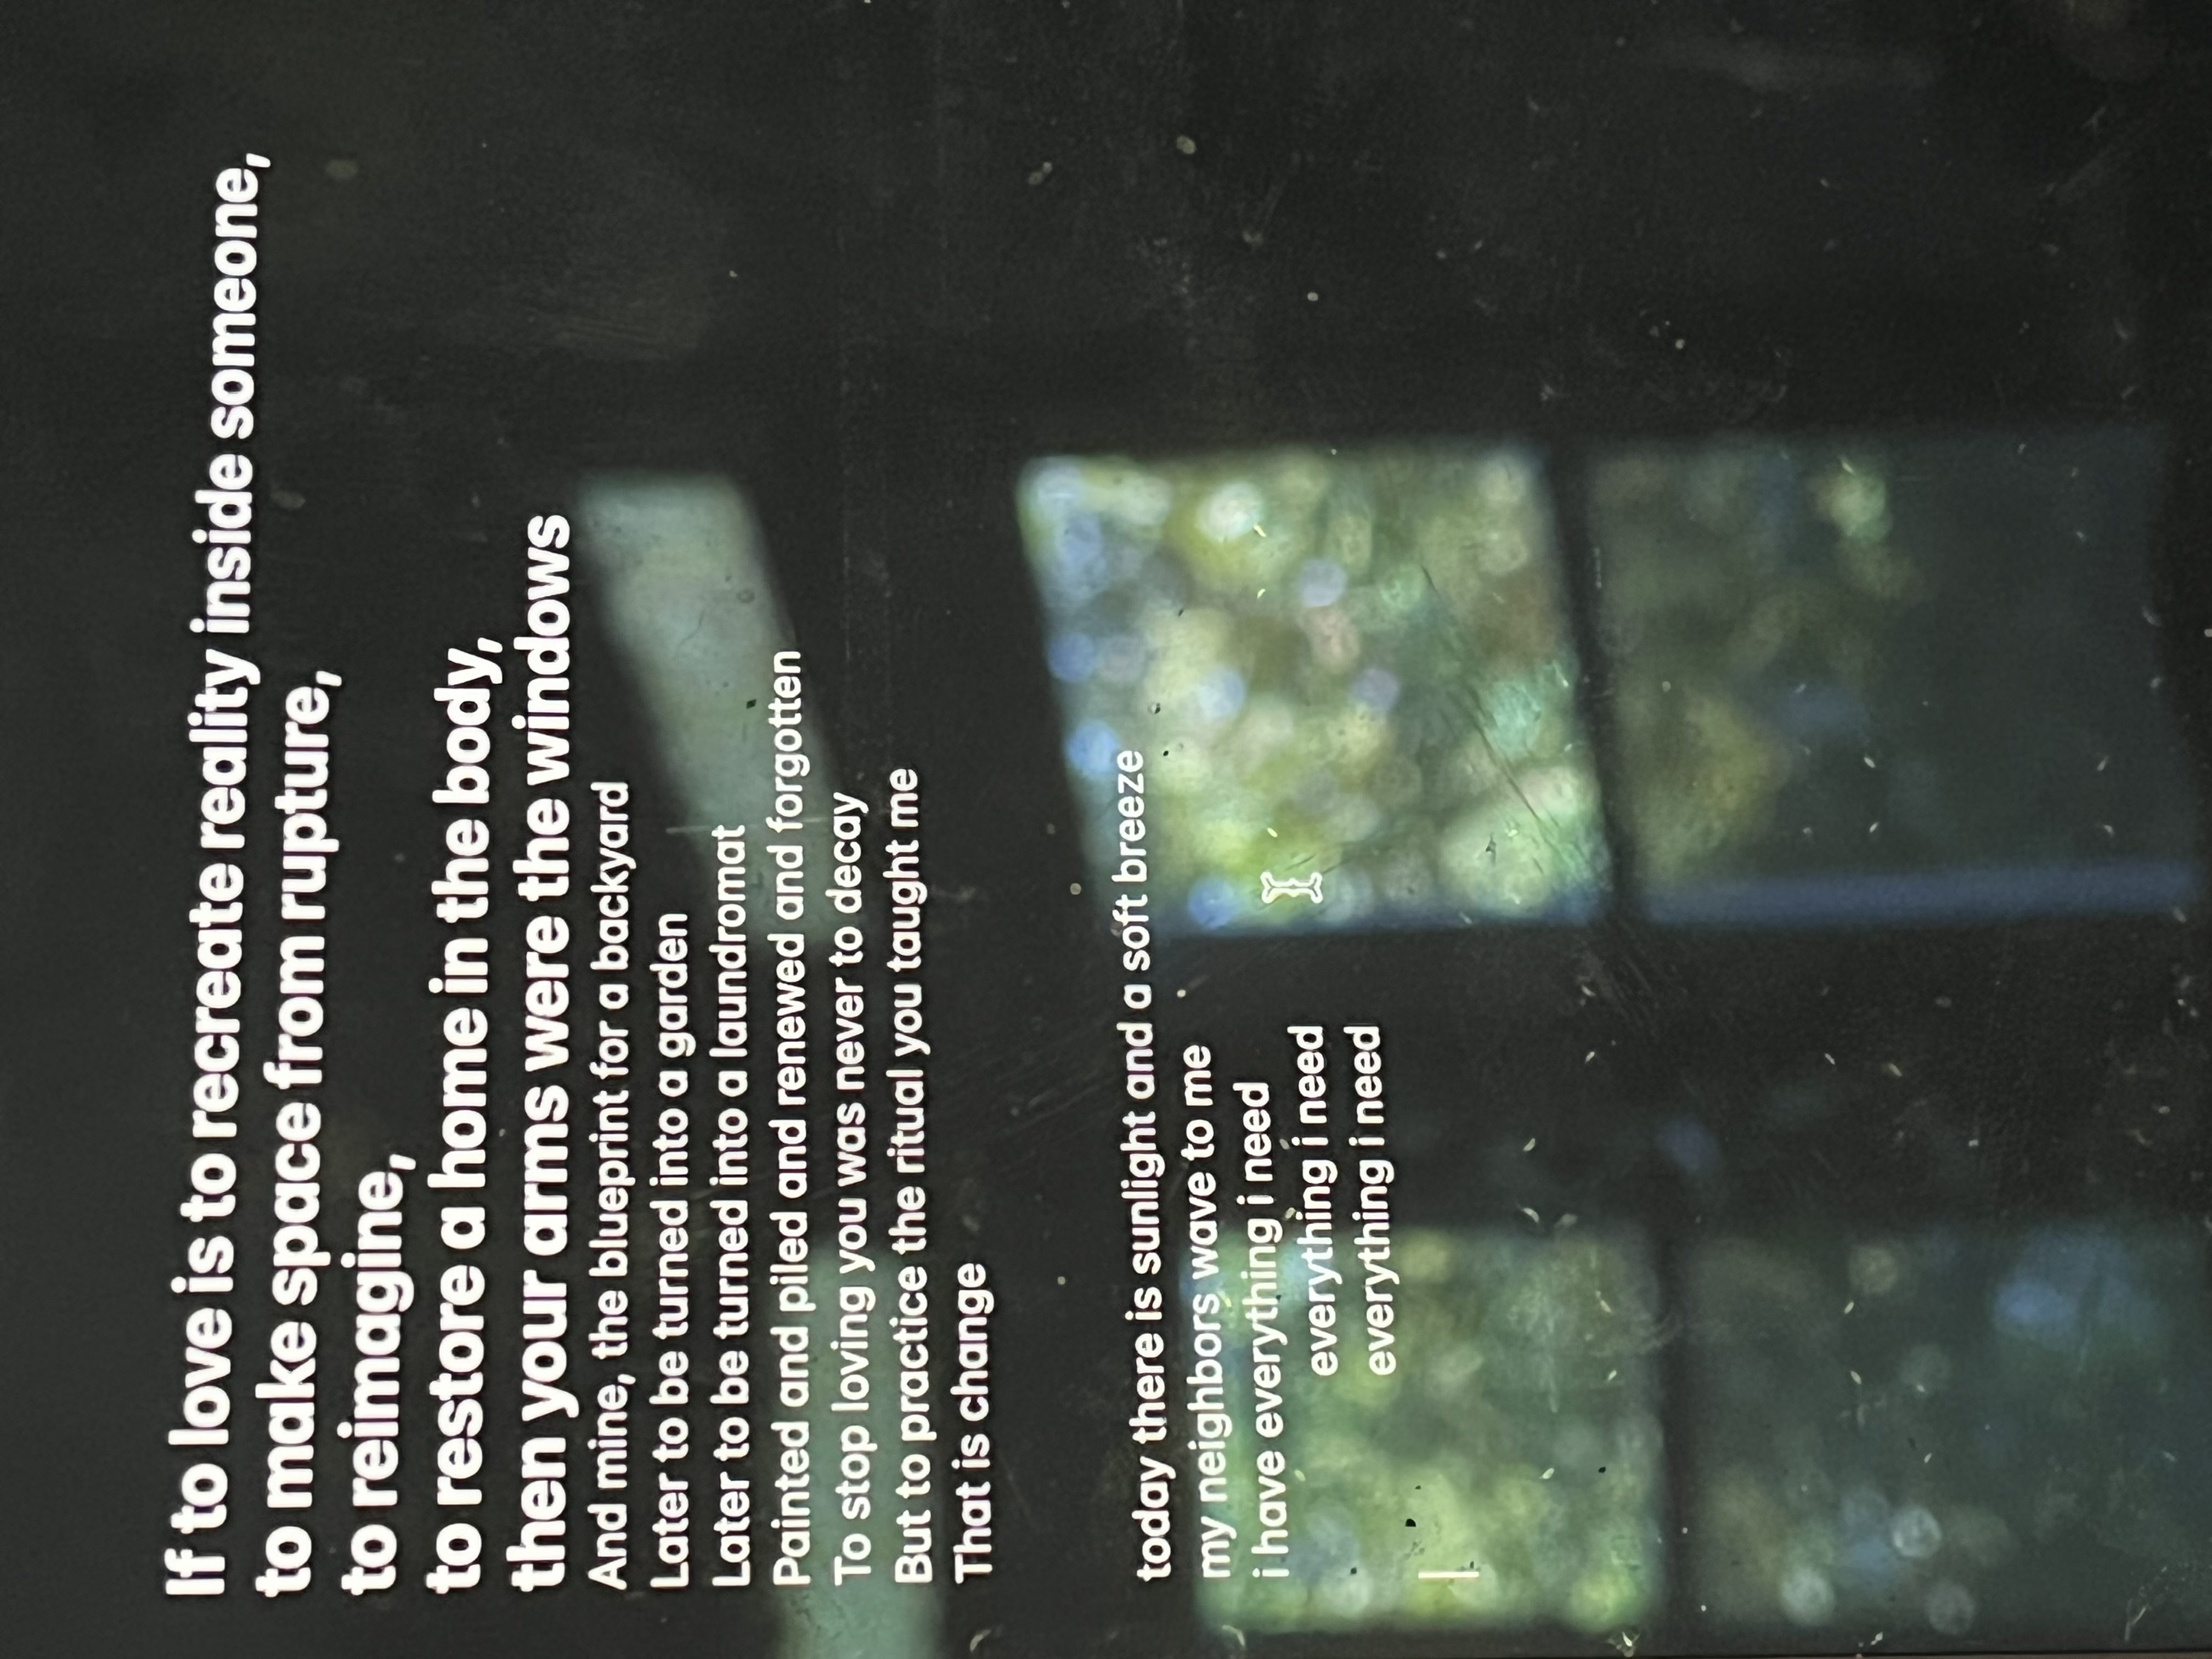 If to love is to recreate reality inside someone,
to make space from rupture,
to reimagine,
to restore a home in the body,
then your arms were the windows
And mine, the blueprint for a backyard
Later to be turned into a garden
Later to be turned into a laundromat
Painted and piled and renewed and forgotten
To stop loving you was never to decay
But to practice the ritual you taught me
That is change
today there is sunlight and a soft breeze
my neighbors wave to me
i have everything i need
everything i need
everything i need